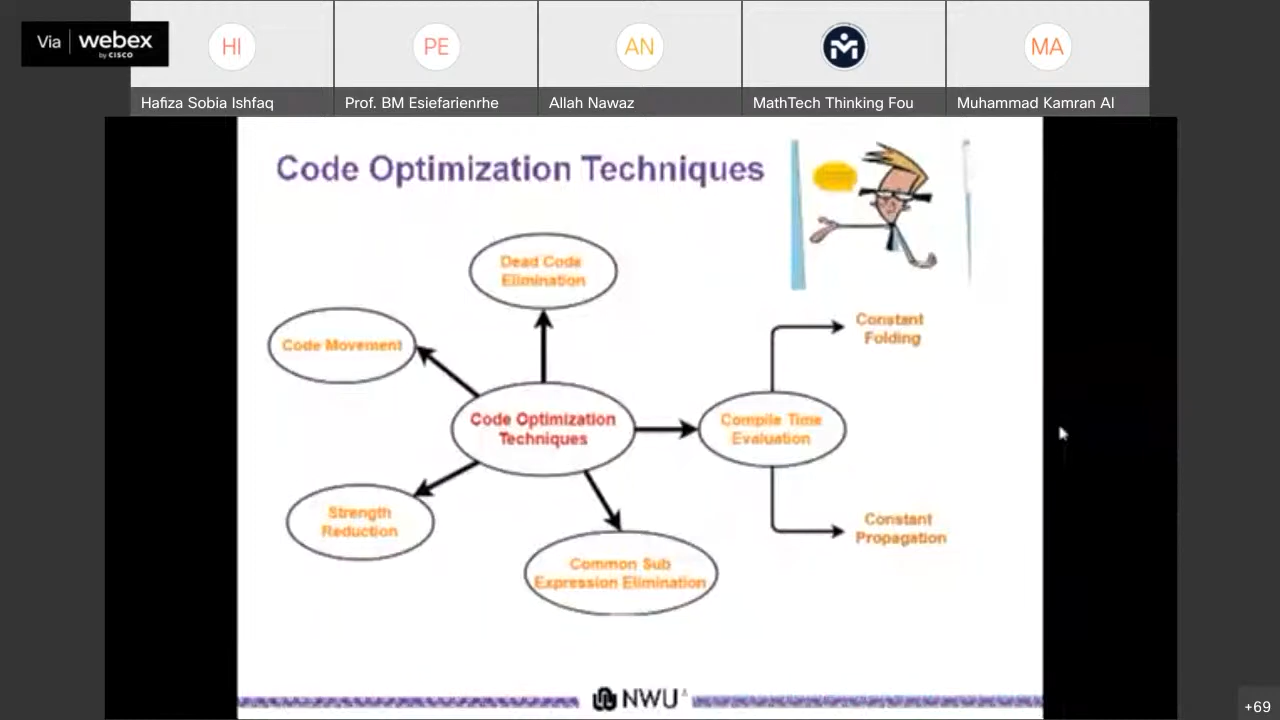 Via webex
by CISCO
HI
PE
AN
MA
Hafiza Sobia Ishfaq
Prof. BM Esiefarienrhe
Allah Nawaz
MathTech Thinking Fou
Muhammad Kamran Al
Code Optimization Techniques
Dead Code
Elimination
Code Movement
Constant
Folding
Code Optimization
Techniques
Compile Time
Evaluation
Strength
Reduction
Constant
Propagation
Common Sub
Expression Elimination
NWU
+69